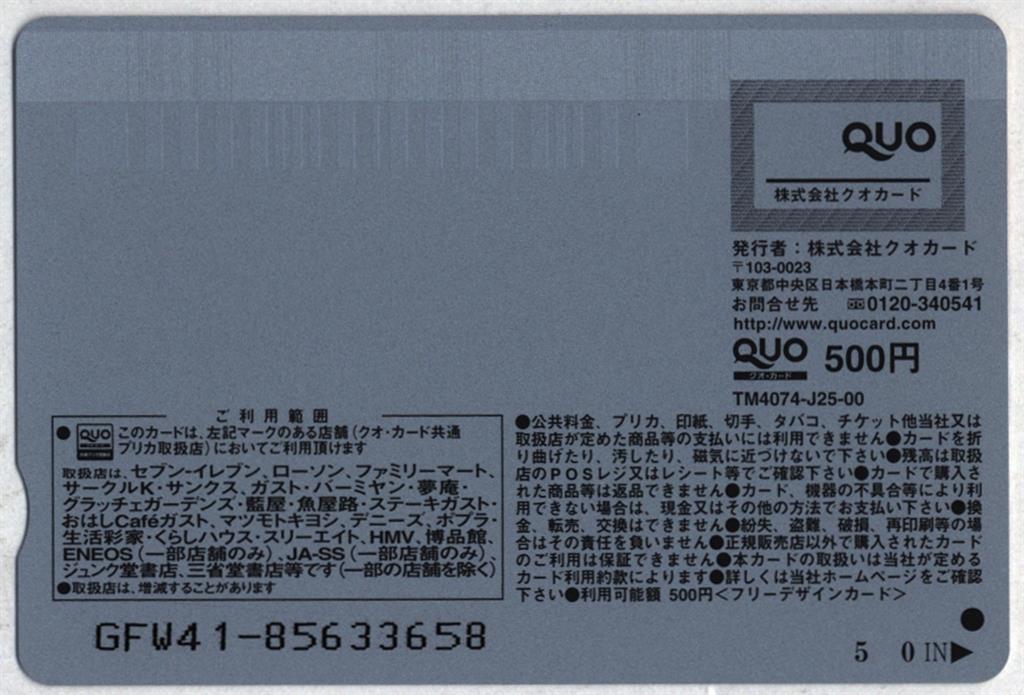 QUO
株式会社クオカード
発行者：株式会社クオカード
〒103-0023
東京都中央区日本橋本町二丁目4番1号
お問合せ先 0120-340541
http://www.quocard.com
QUO 500円
クオ・カード
TM4074-J25-00
ご利用範囲
●QUO このカードは、左記マークのある店舗（クオ・カード共通
プリカ取扱店）においてご利用頂けます
取扱店は、セブン-イレブン、ローソン、ファミリーマート、
サークルK・サンクス、ガスト・バーミヤン・夢庵・
グラッチェガーデンズ・藍屋・魚屋路・ステーキガスト・
おはしCaféガスト、マツモトキヨシ、デニーズ、ポプラ・
生活彩家・くらしハウス・スリーエイト、HMV、博品館、
ENEOS（一部店舗のみ）、JA-SS（一部店舗のみ）、
ジュンク堂書店、三省堂書店等です（一部の店舗を除く）
●取扱店は、増減することがあります
●公共料金、プリカ、印紙、切手、タバコ、チケット他当社又は
取扱店が定めた商品等の支払いには利用できません●カードを折
り曲げたり、汚したり、磁気に近づけないで下さい●残高は取扱
店のPOSレジ又はレシート等でご確認下さい●カードで購入さ
れた商品等は返品できません●カード、機器の不具合等により利
用できない場合は、現金又はその他の方法でお支払い下さい●換
金、転売、交換はできません●紛失、盗難、破損、再印刷等の場
合はその責任を負いません●正規販売店以外で購入されたカード
のご利用は保証できません●本カードの取扱いは当社が定める
カード利用約款によります●詳しくは当社ホームページをご確認
下さい●利用可能額 500円＜フリーデザインカード＞
GFW41-85633658
5 0 IN▶